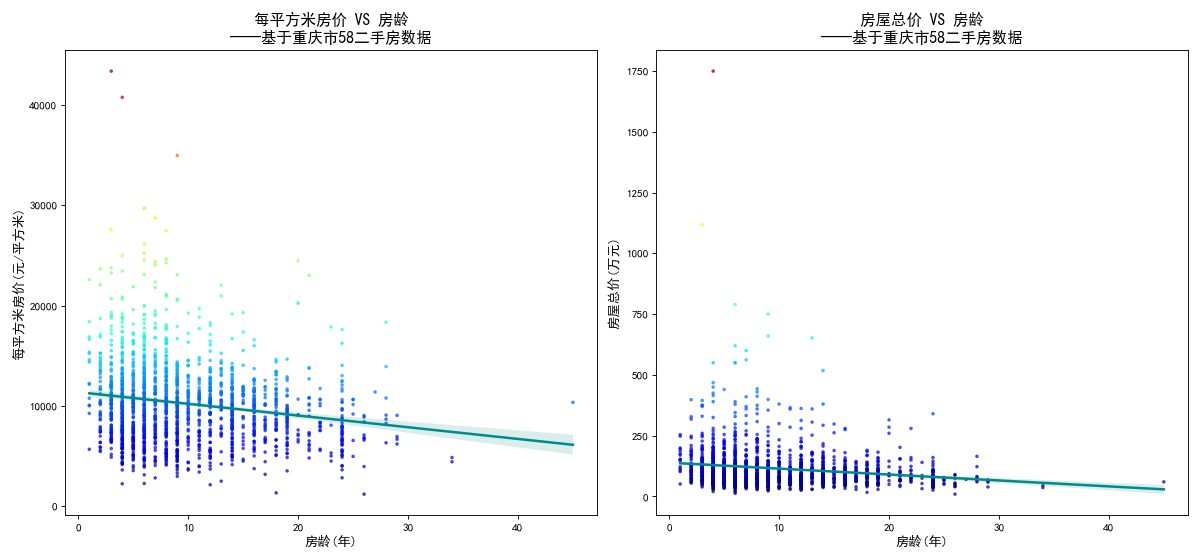 每平方米房价 VS 房龄
——基于重庆市58二手房数据
每平方米房价(元/平方米)
40000
30000
20000
10000
0
0 10 20 30 40
房龄(年)
房屋总价 VS 房龄
——基于重庆市58二手房数据
房屋总价(万元)
1750
1500
1250
1000
750
500
250
0
0 10 20 30 40
房龄(年)